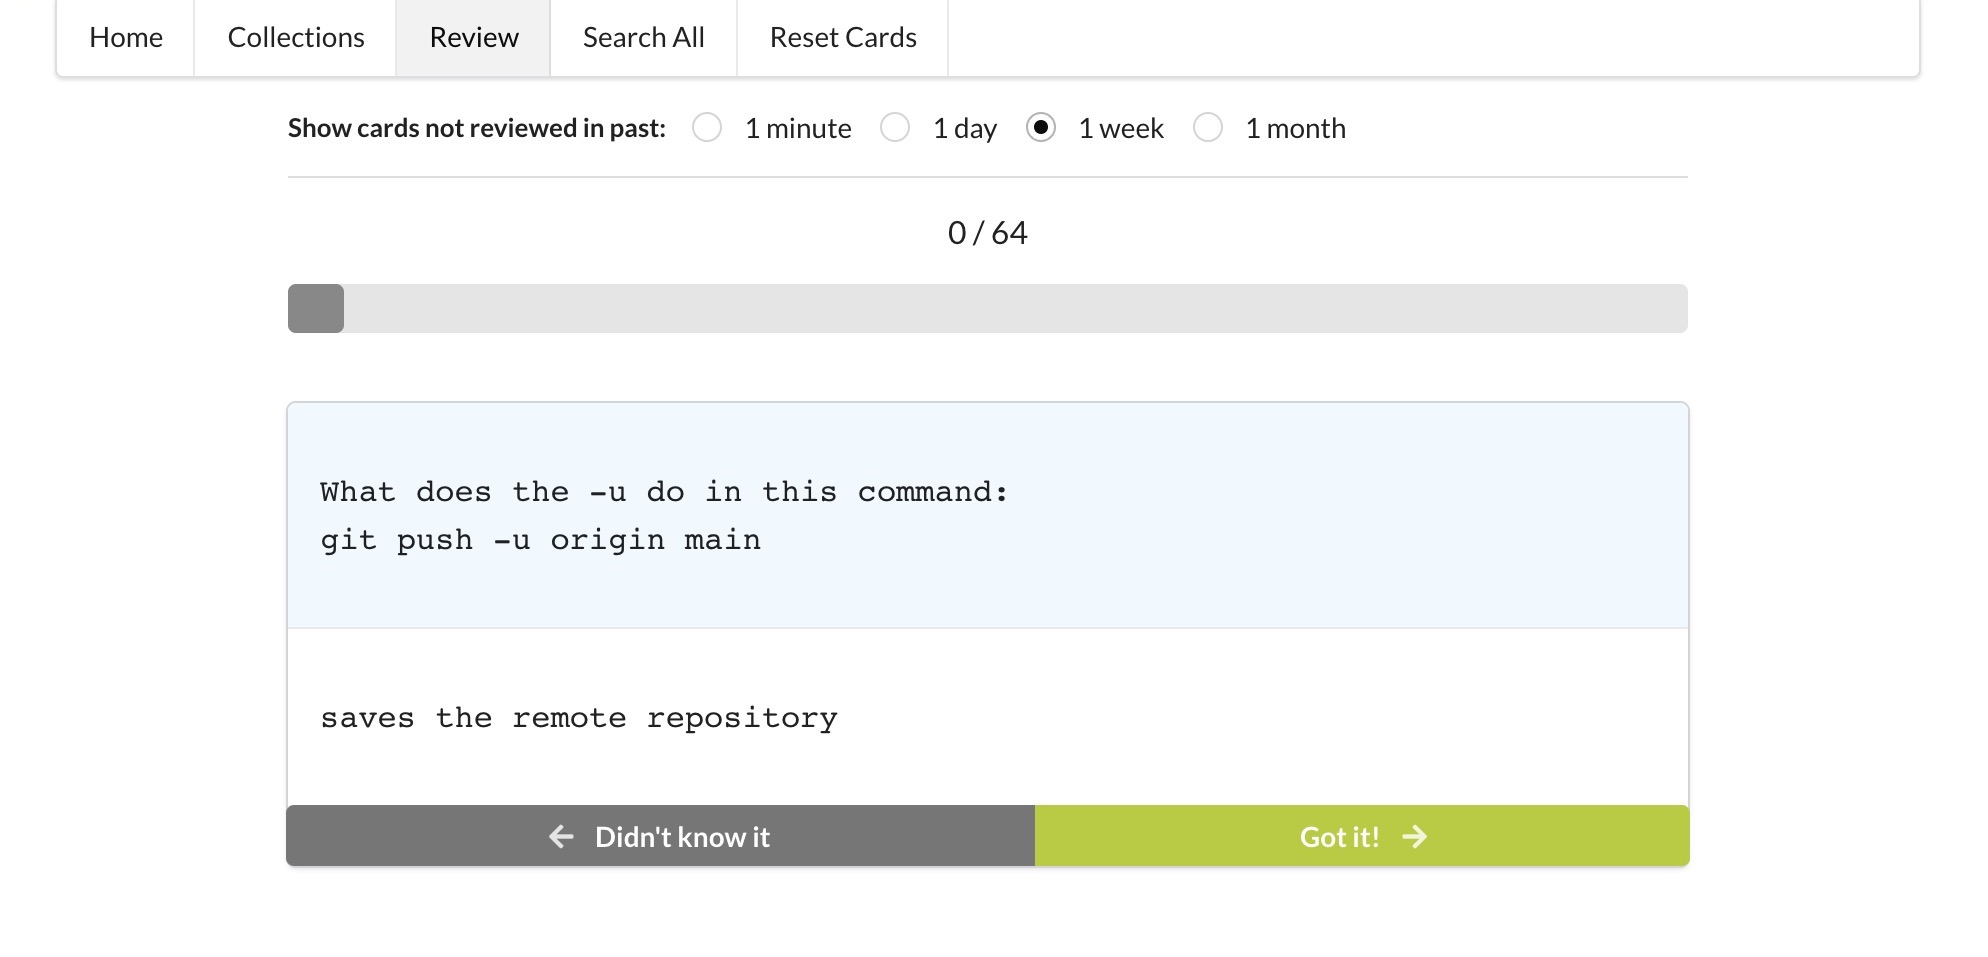 Home Collections Review Search All Reset Cards
Show cards not reviewed in past: 1 minute 1 day 1 week 1 month
0 / 64
What does the -u do in this command:
git push -u origin main
saves the remote repository
Didn't know it Got it!